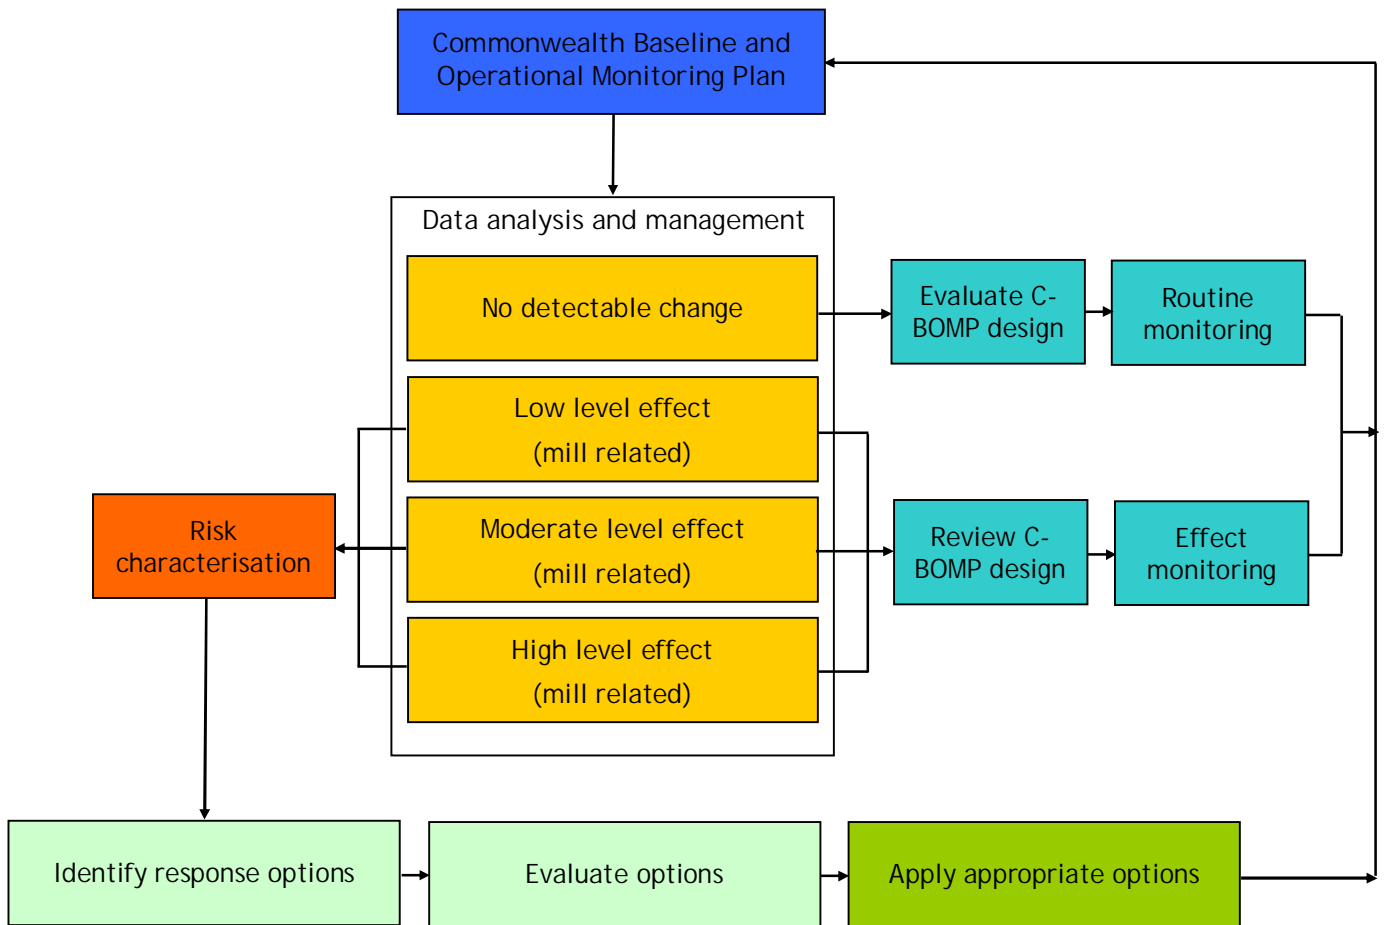 Commonwealth Baseline and
Operational Monitoring Plan
Data analysis and management
No detectable change
Evaluate C-
BOMP design
Routine
monitoring
Low level effect
(mill related)
Risk
characterisation
Moderate level effect
(mill related)
Review C-
BOMP design
Effect
monitoring
High level effect
(mill related)
Identify response options
Evaluate options
Apply appropriate options